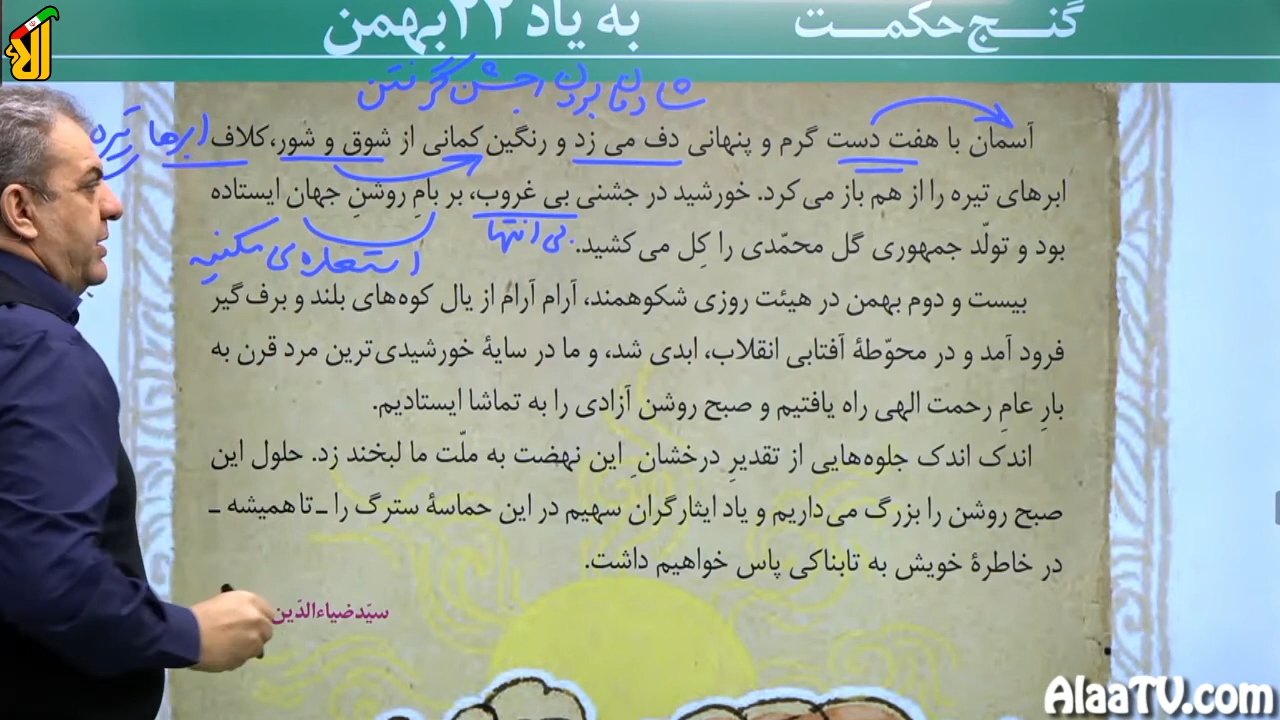 گنج حکمت
به یاد ۲۲ بهمن
شادمان بودن، جشن گرفتن
آسمان با هفت دست گرم و پنهانی دف می زد و رنگین کمانی از شوق و شور، کلاف
ابرها تیره
ابرهای تیره را از هم باز می کرد. خورشید در جشنی بی غروب، بر بامِ روشنِ جهان ایستاده
بود و تولّد جمهوری گل محمّدی را کِل می کشید.
بی انتها
استعاره ی مکنیه
بیست و دوم بهمن در هیئت روزی شکوهمند، آرام آرام از یال کوه‌های بلند و برف گیر
فرود آمد و در محوّطهٔ آفتابی انقلاب، ابدی شد، و ما در سایهٔ خورشیدی‌ترین مرد قرن به
بارِ عامِ رحمت الهی راه یافتیم و صبح روشن آزادی را به تماشا ایستادیم.
اندک اندک جلوه‌هایی از تقدیرِ درخشانِ این نهضت به ملّت ما لبخند زد. حلول این
صبح روشن را بزرگ می‌داریم و یاد ایثارگران سهیم در این حماسهٔ سترگ را ـ تا همیشه ـ
در خاطرهٔ خویش به تابناکی پاس خواهیم داشت.
سیّد ضیاءالدّین
AlaaTV.com